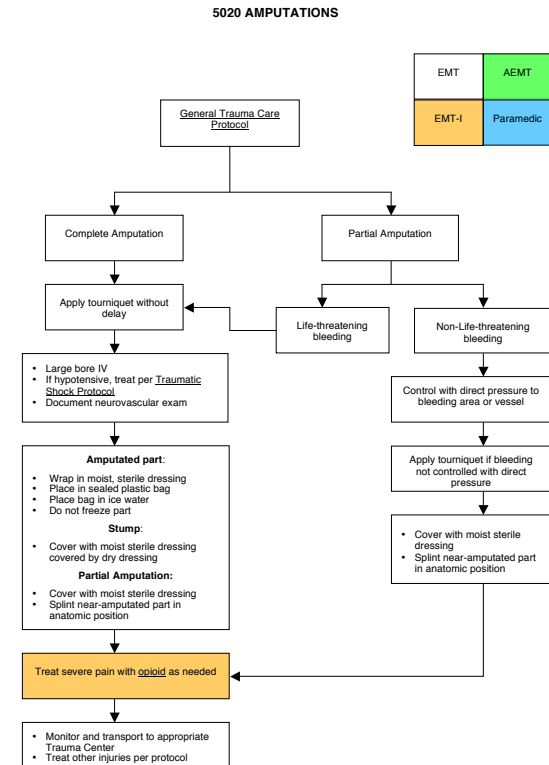 5020 AMPUTATIONS
EMT
AEMT
EMT-I
Paramedic
General Trauma Care
Protocol
Complete Amputation
Partial Amputation
Apply tourniquet without
delay
Life-threatening
bleeding
Non-Life-threatening
bleeding
• Large bore IV
• If hypotensive, treat per Traumatic
Shock Protocol
• Document neurovascular exam
Control with direct pressure to
bleeding area or vessel
Amputated part:
• Wrap in moist, sterile dressing
• Place in sealed plastic bag
• Place bag in ice water
• Do not freeze part
Stump:
• Cover with moist sterile dressing
covered by dry dressing
Partial Amputation:
• Cover with moist sterile dressing
• Splint near-amputated part in
anatomic position
Apply tourniquet if bleeding
not controlled with direct
pressure
• Cover with moist sterile
dressing
• Splint near-amputated part
in anatomic position
Treat severe pain with opioid as needed
• Monitor and transport to appropriate
Trauma Center
• Treat other injuries per protocol